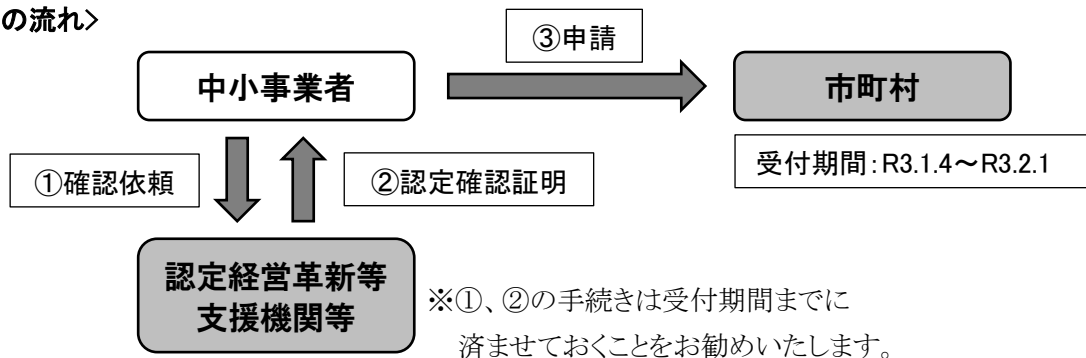 の流れ>
③申請
中小事業者
市町村
受付期間：R3.1.4～R3.2.1
①確認依頼
②認定確認証明
認定経営革新等
支援機関等
※①、②の手続きは受付期間までに
済ませておくことをお勧めいたします。